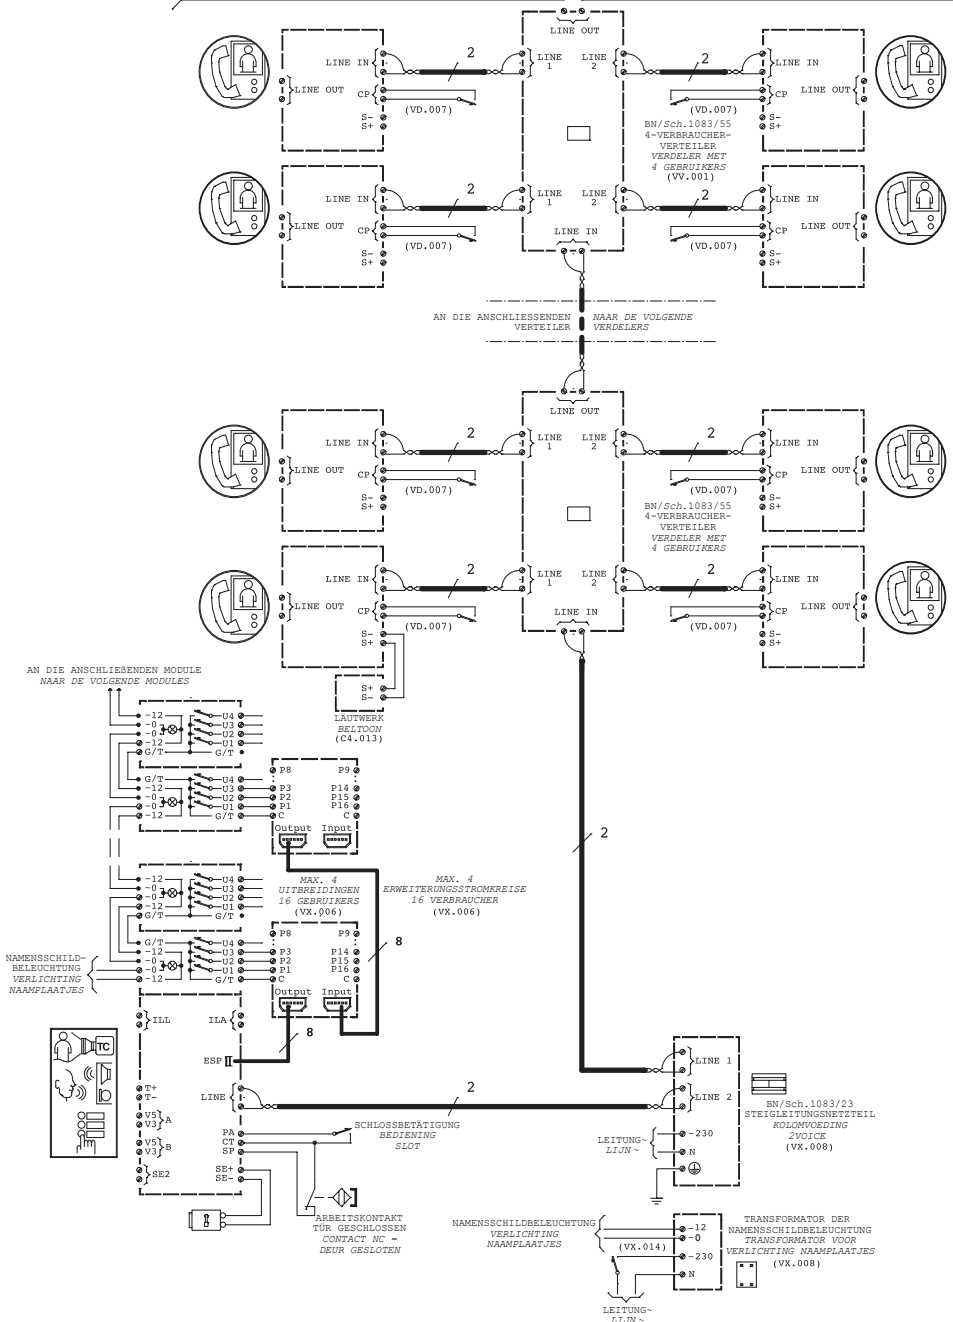 LINE OUT
LINE IN
LINE OUT
CP
S-
S+
(VD.007)
2
LINE
1
LINE
2
2
LINE IN
CP
LINE OUT
S-
S+
(VD.007)
BN/Sch.1083/55
4-VERBRAUCHER-
VERTEILER
VERDELER MET
4 GEBRUIKERS
(VV.001)
LINE IN
LINE OUT
CP
S-
S+
(VD.007)
2
LINE
1
LINE
2
LINE IN
2
LINE IN
CP
LINE OUT
S-
S+
(VD.007)
AN DIE ANSCHLIESSENDEN
VERTEILER
NAAR DE VOLGENDE
VERDELERS
LINE OUT
LINE IN
LINE OUT
CP
S-
S+
(VD.007)
2
LINE
1
LINE
2
2
LINE IN
CP
LINE OUT
S-
S+
(VD.007)
BN/Sch.1083/55
4-VERBRAUCHER-
VERTEILER
VERDELER MET
4 GEBRUIKERS
LINE IN
LINE OUT
CP
S-
S+
(VD.007)
2
LINE
1
LINE
2
LINE IN
2
LINE IN
CP
LINE OUT
S-
S+
(VD.007)
S+
S-
LÄUTWERK
BELTOON
(C4.013)
AN DIE ANSCHLIEßENDEN MODULE
NAAR DE VOLGENDE MODULES
~12
~0
~0
~12
G/T
U4
U3
U2
U1
G/T
G/T
~12
~0
~0
~12
U4
U3
U2
U1
G/T
P8
P3
P2
P1
C
P9
P14
P15
P16
C
Output
Input
2
MAX. 4
UITBREIDINGEN
16 GEBRUIKERS
(VX.006)
MAX. 4
ERWEITERUNGSSTROMKREISE
16 VERBRAUCHER
(VX.006)
~12
~0
~0
~12
G/T
U4
U3
U2
U1
G/T
G/T
~12
~0
~0
~12
U4
U3
U2
U1
G/T
P8
P3
P2
P1
C
P9
P14
P15
P16
C
Output
Input
8
8
NAMENSSCHILD-
BELEUCHTUNG
VERLICHTING
NAAMPLAATJES
ILL
ILA
ESP
TC
T+
T-
LINE
V5
V3
A
V5
V3
B
SE2
PA
CT
SP
SE+
SE-
2
SCHLOSSBETÄTIGUNG
BEDIENING
SLOT
ARBEITSKONTAKT
TÜR GESCHLOSSEN
CONTACT NC =
DEUR GESLOTEN
LINE 1
LINE 2
LEITUNG~
LIJN ~
~230
N
BN/Sch.1083/23
STEIGLEITUNGSNETZTEIL
KOLOMVOEDING
2VOICE
(VX.008)
NAMENSSCHILDBELEUCHTUNG
VERLICHTING
NAAMPLAATJES
(VX.014)
~12
~0
~230
N
TRANSFORMATOR DER
NAMENSSCHILDBELEUCHTUNG
TRANSFORMATOR VOOR
VERLICHTING NAAMPLAATJES
(VX.008)
LEITUNG~
LIJN ~